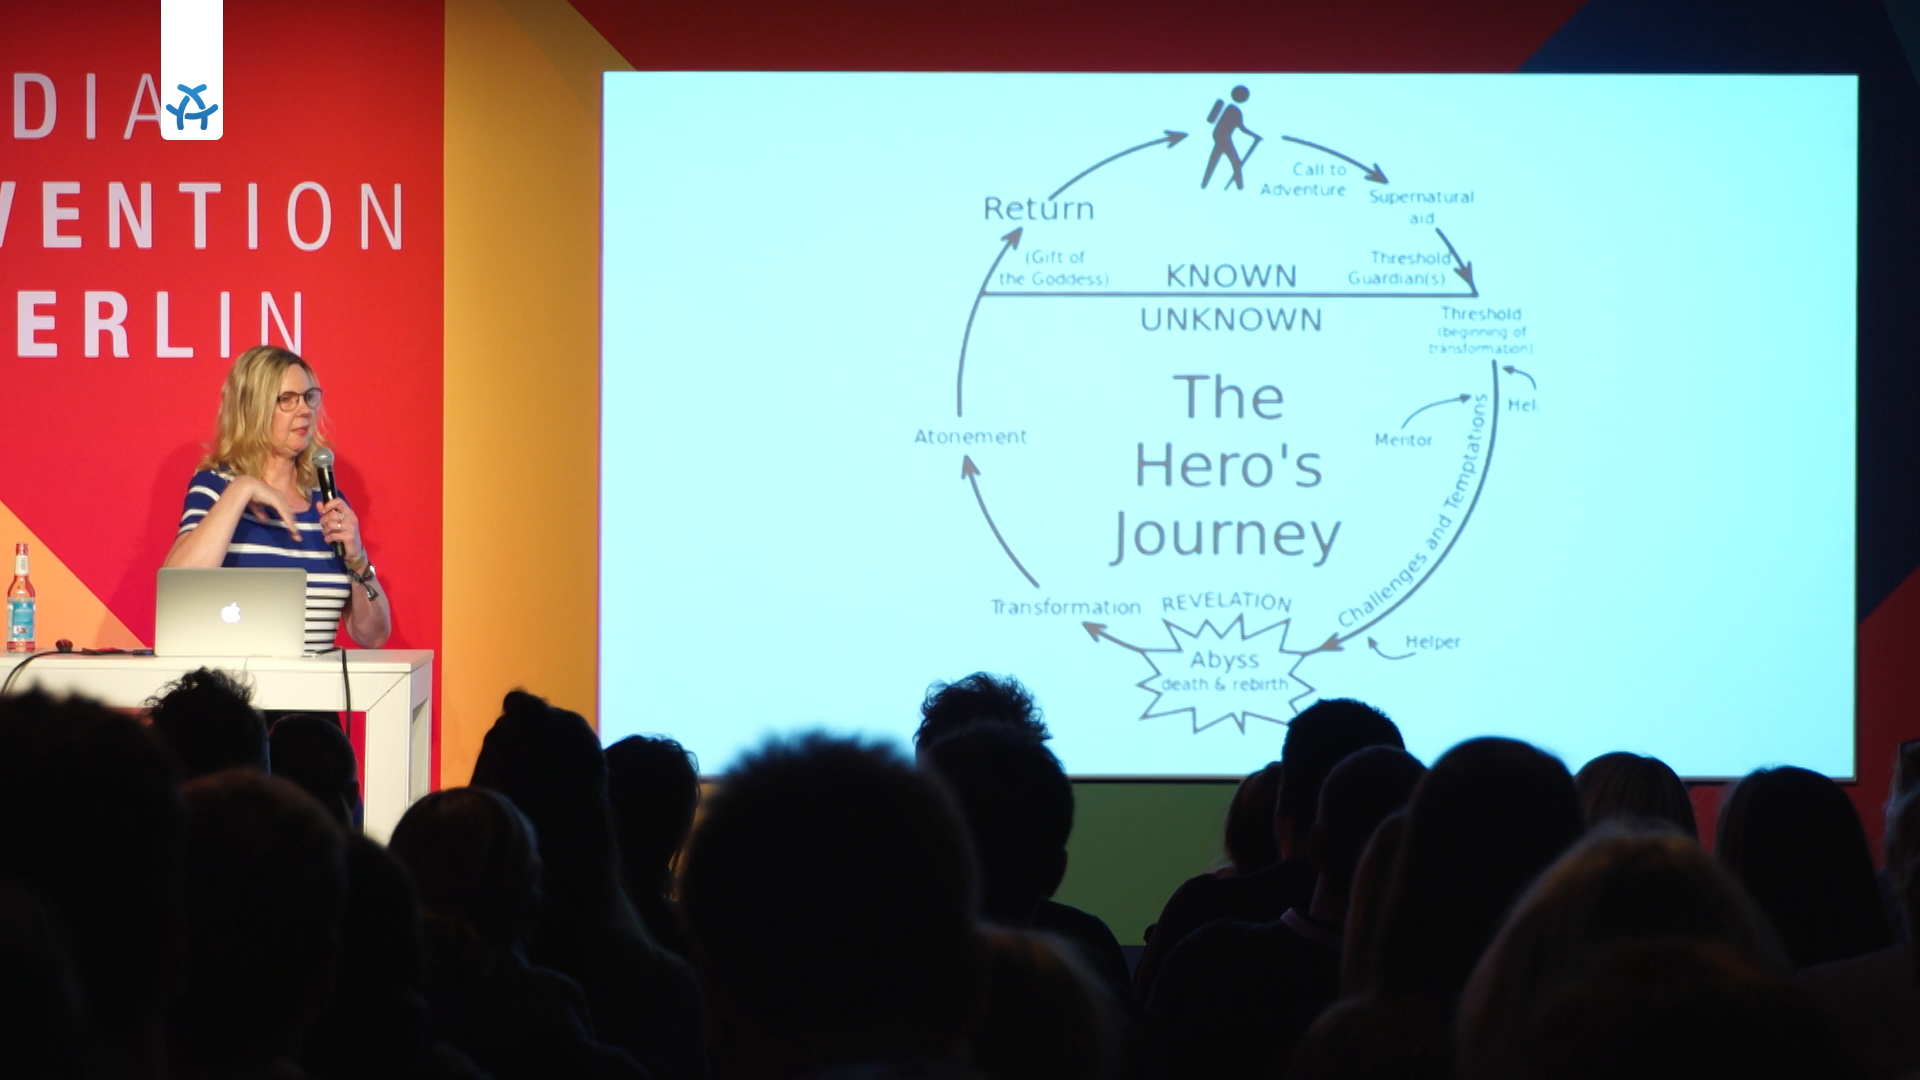 DIA
VENTION
ERLIN
Call to
Adventure
Supernatural
aid
Return
(Gift of
the Goddess)
Threshold
Guardian(s)
KNOWN
UNKNOWN
Threshold
(beginning of
transformation)
Hel
Mentor
Challenges and Temptations
The
Hero's
Journey
Atonement
Transformation
REVELATION
Helper
Abyss
death & rebirth